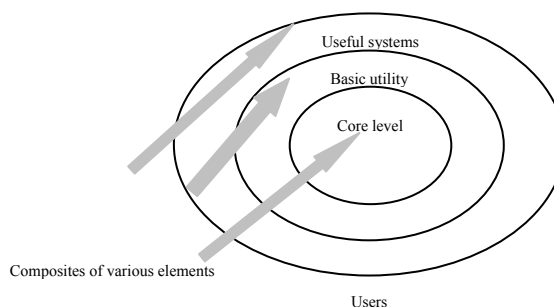 Useful systems
Basic utility
Core level
Composites of various elements
Users